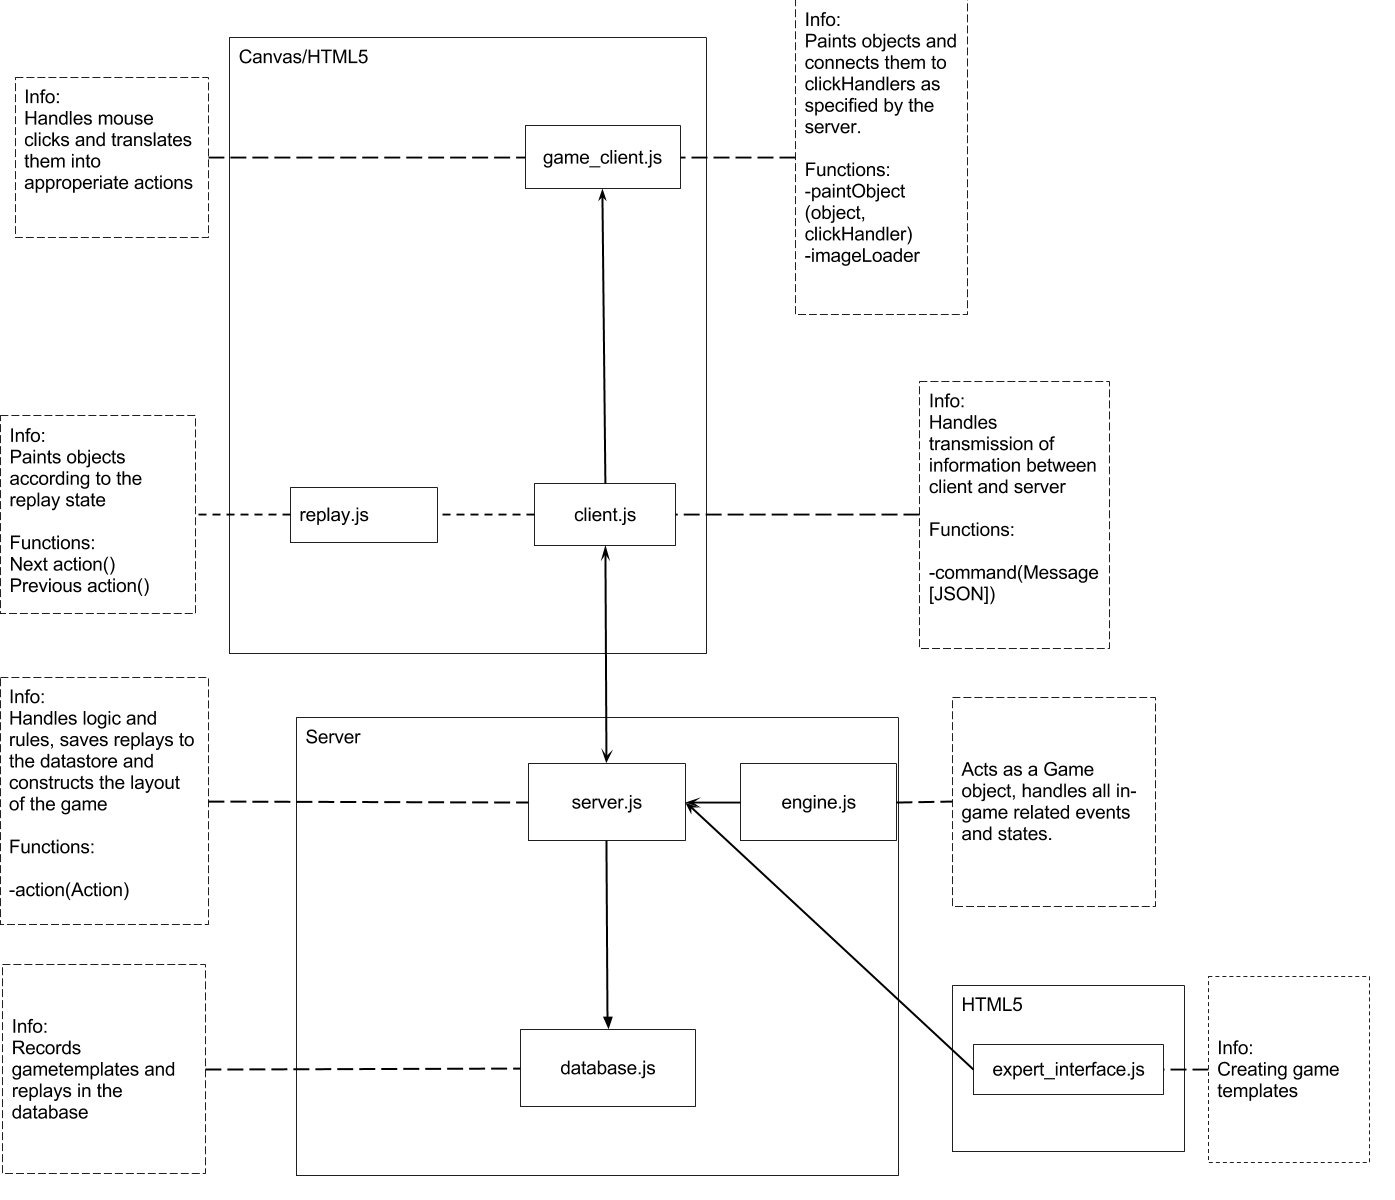 Info:
Paints objects and
connects them to
clickHandlers as
specified by the
server.
Functions:
-paintObject
(object,
clickHandler)
-imageLoader
Canvas/HTML5
Info:
Handles mouse
clicks and translates
them into
approperiate actions
game_client.js
Info:
Handles
transmission of
information between
client and server
Functions:
-command(Message
[JSON])
Info:
Paints objects
according to the
replay state
Functions:
Next action()
Previous action()
replay.js
client.js
Info:
Handles logic and
rules, saves replays to
the datastore and
constructs the layout
of the game
Functions:
-action(Action)
Server
server.js
engine.js
Acts as a Game
object, handles all in-
game related events
and states.
Info:
Records
gametemplates and
replays in the
database
database.js
HTML5
expert_interface.js
Info:
Creating game
templates